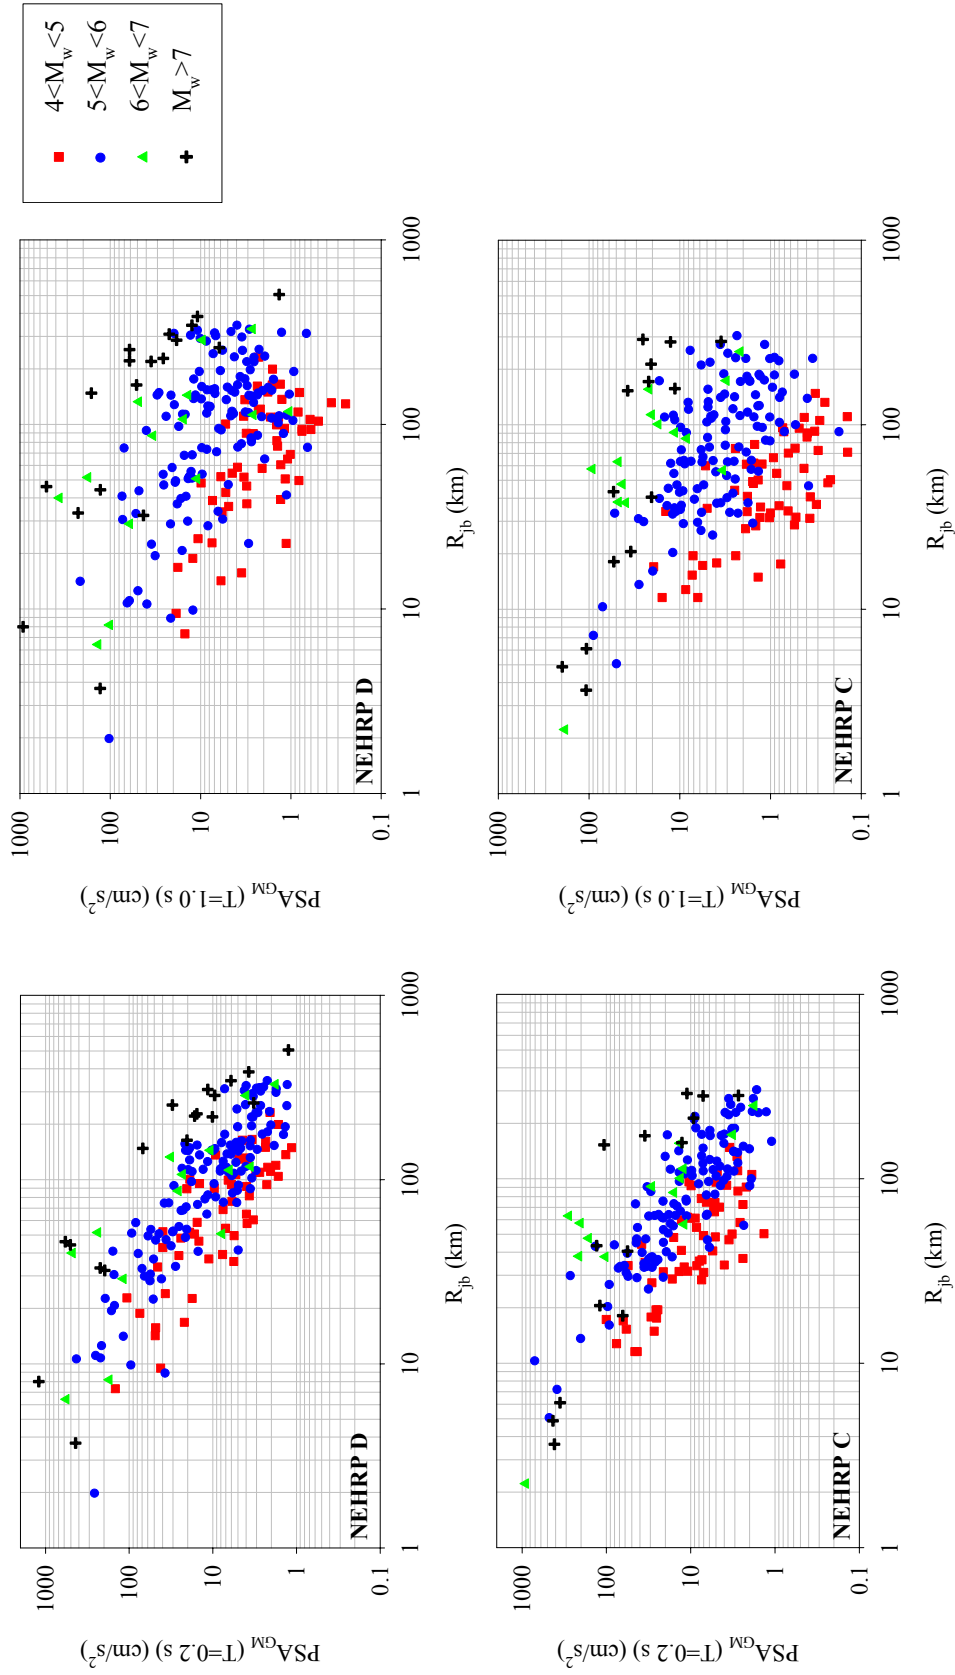 4<Mw<5
5<Mw<6
6<Mw<7
Mw>7
PSAGM (T=0.2 s) (cm/s2)
1000
100
10
1
0.1
NEHRP D
1
10
100
1000
Rjb (km)
PSAGM (T=1.0 s) (cm/s2)
1000
100
10
1
0.1
NEHRP D
1
10
100
1000
Rjb (km)
PSAGM (T=0.2 s) (cm/s2)
1000
100
10
1
0.1
NEHRP C
1
10
100
1000
Rjb (km)
PSAGM (T=1.0 s) (cm/s2)
1000
100
10
1
0.1
NEHRP C
1
10
100
1000
Rjb (km)